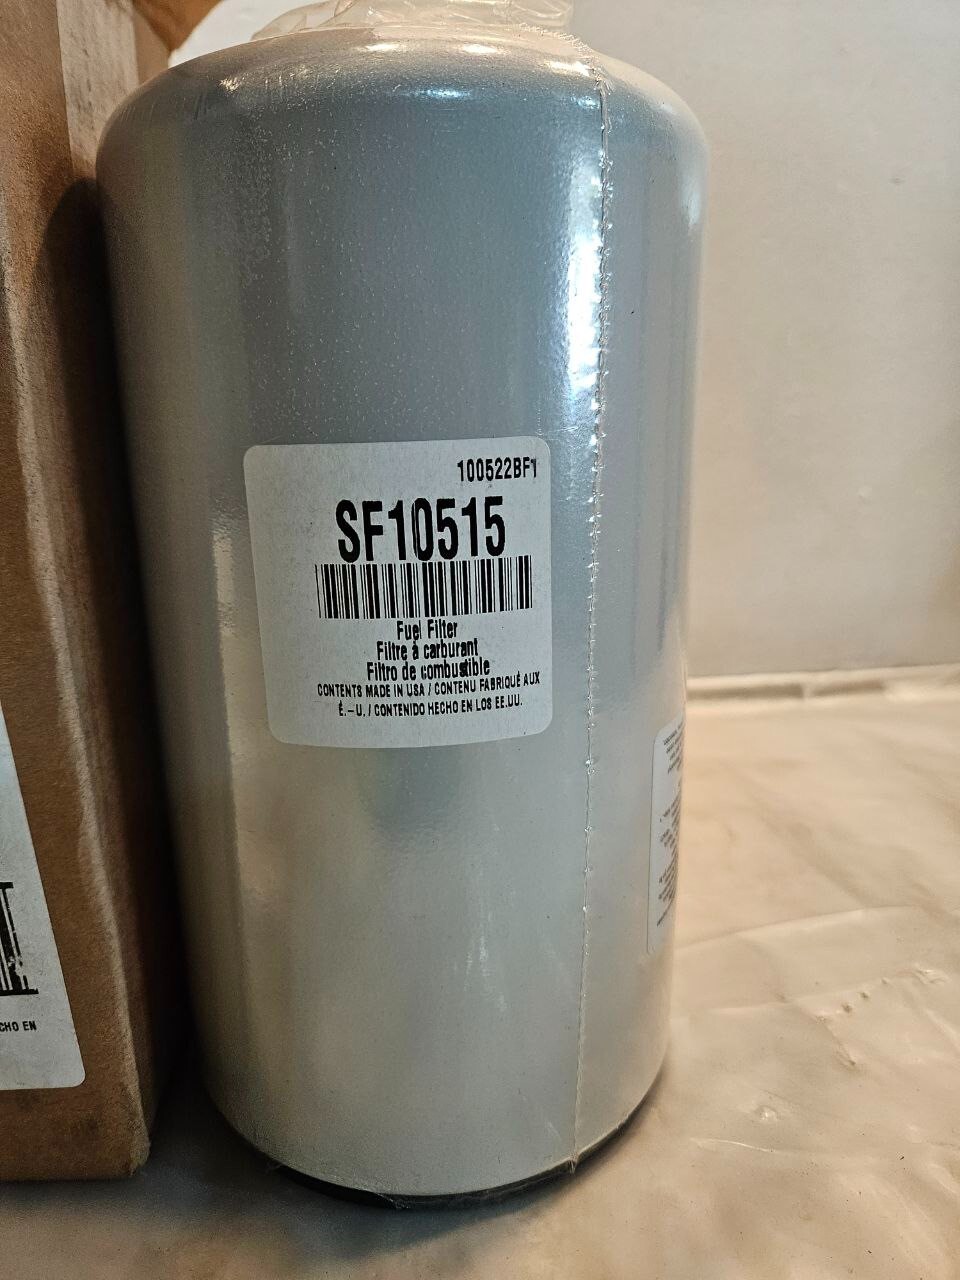 100522BF1
SF10515
Fuel Filter
Filtre à carburant
Filtro de combustible
CONTENTS MADE IN USA / CONTENU FABRIQUÉ AUX
É.-U. / CONTENIDO HECHO EN LOS EE.UU.
CHO EN